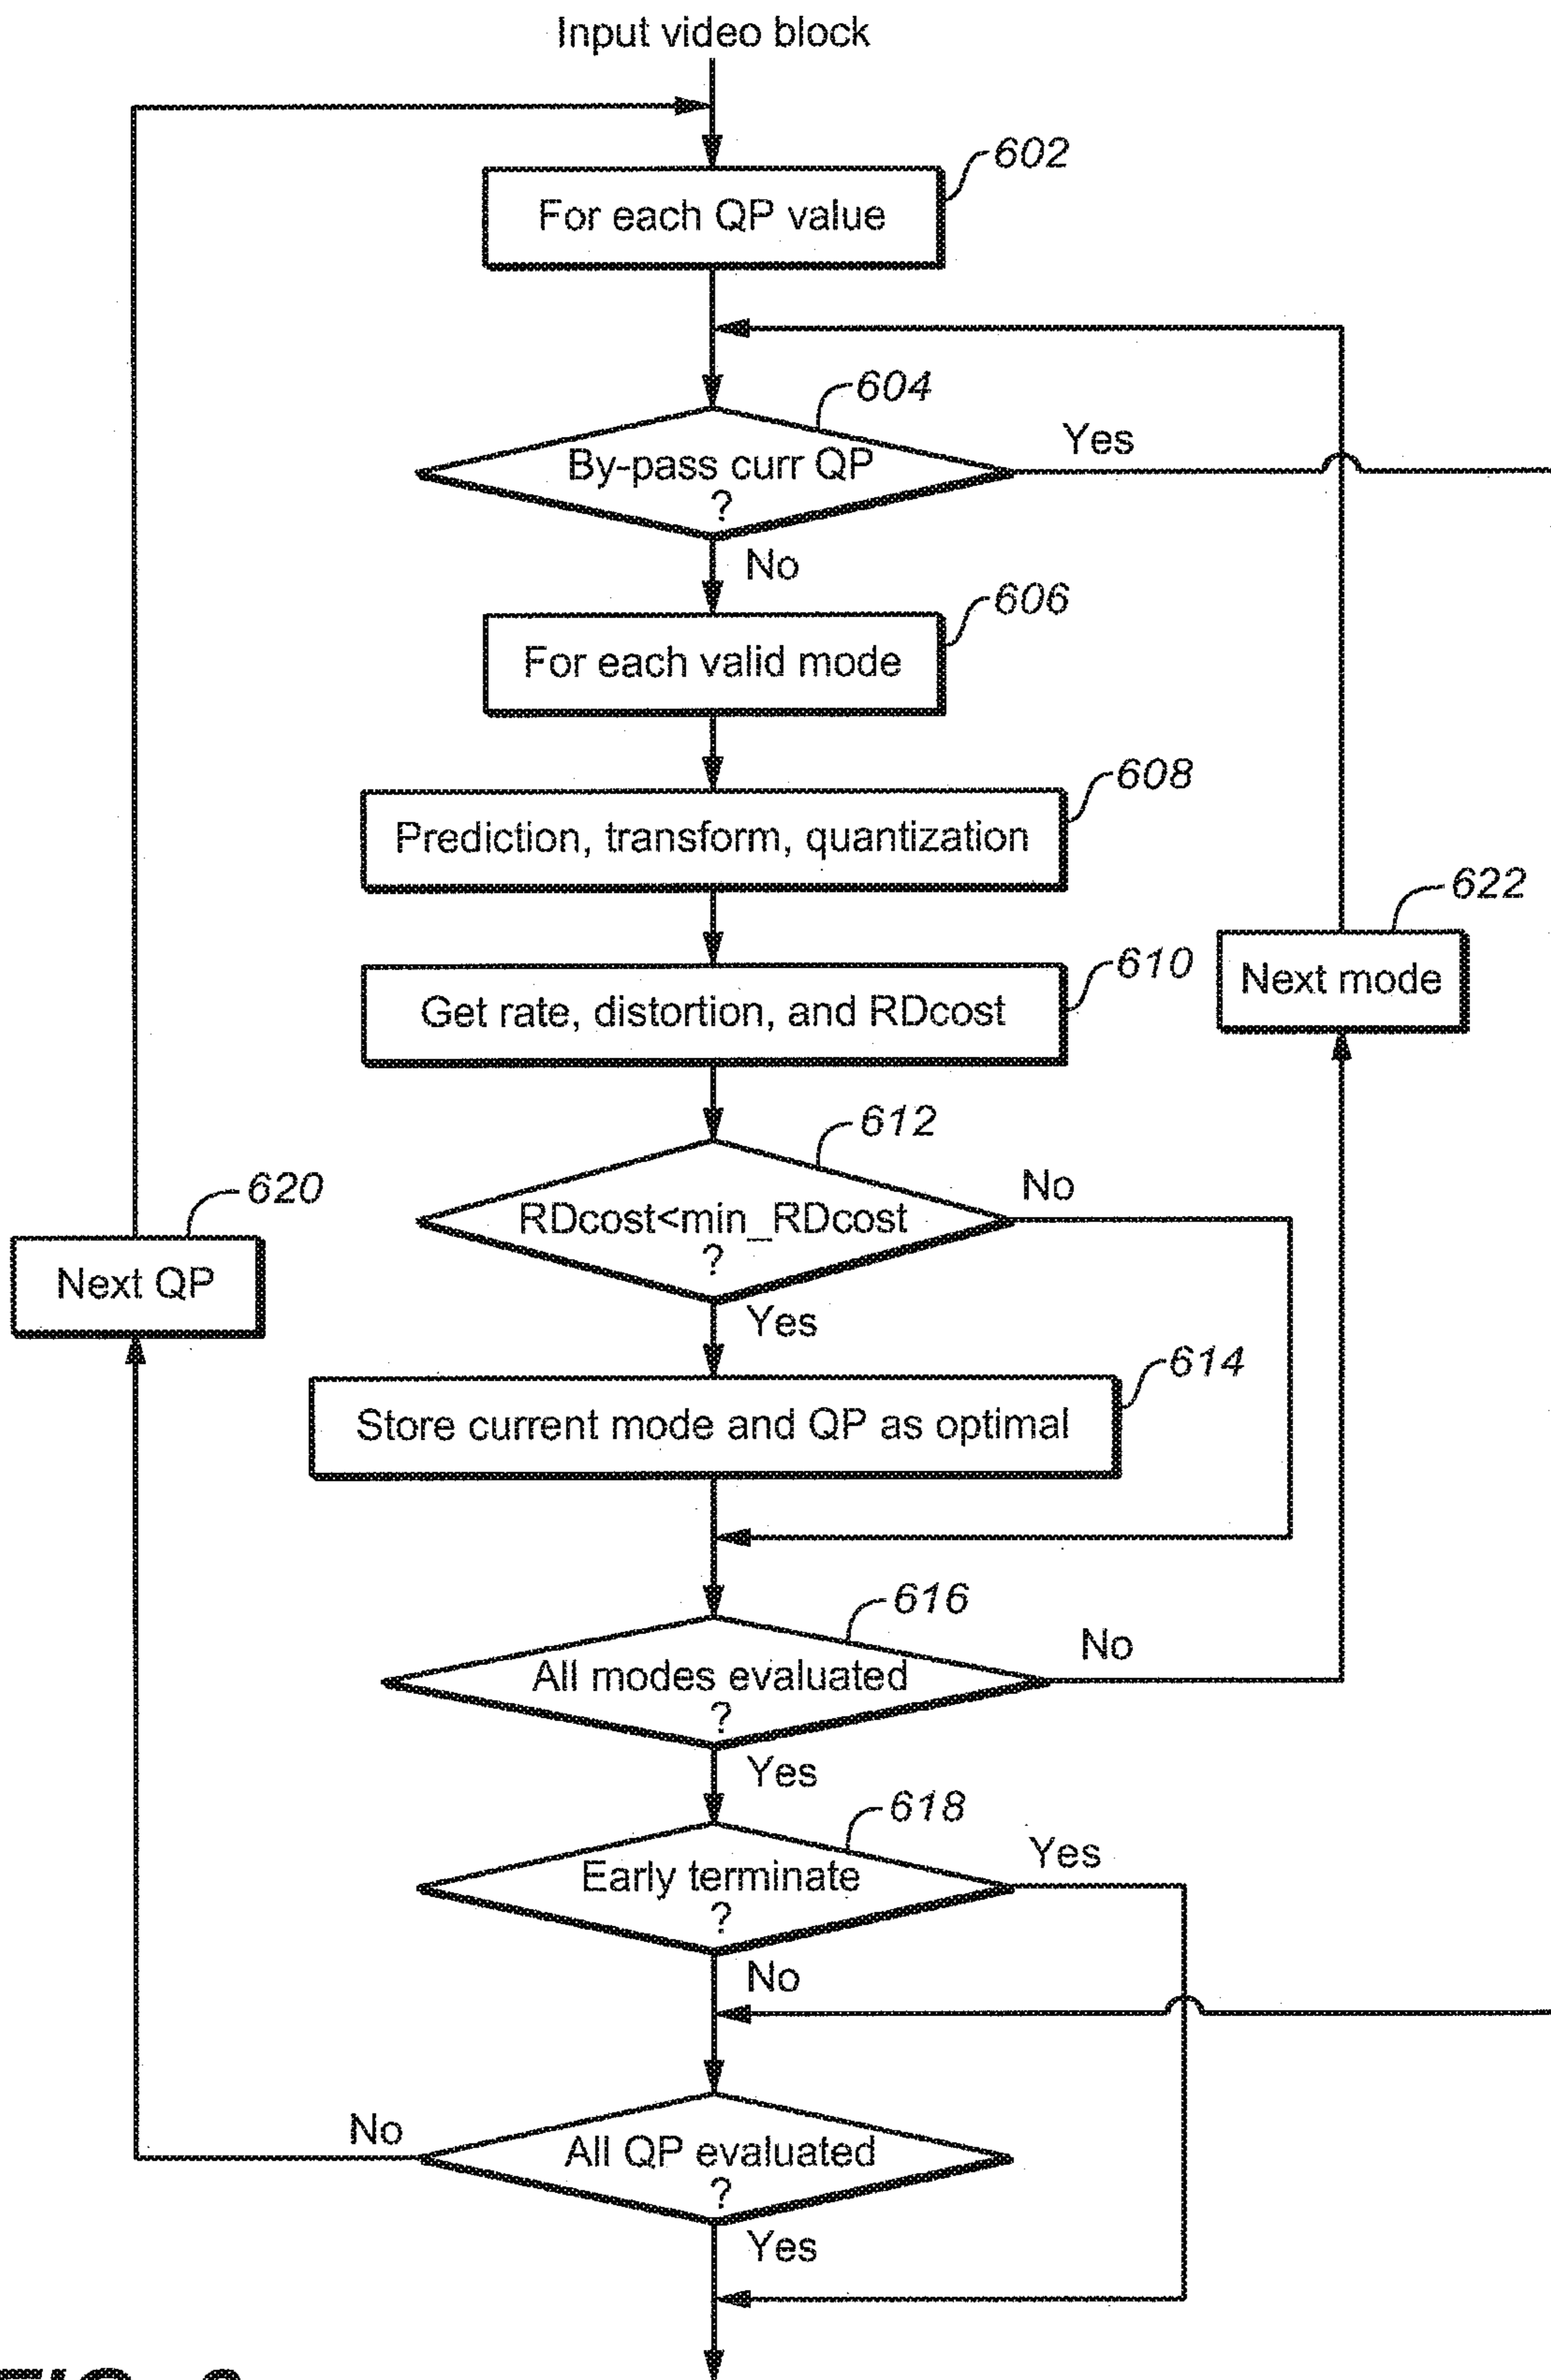 Input video block
602
For each QP value
604
By-pass curr QP
?
Yes
No
606
For each valid mode
608
Prediction, transform, quantization
622
Next mode
610
Get rate, distortion, and RDcost
612
RDcost<min_RDcost
?
No
Yes
620
Next QP
614
Store current mode and QP as optimal
616
All modes evaluated
?
No
Yes
618
Early terminate
?
Yes
No
All QP evaluated
?
No
Yes